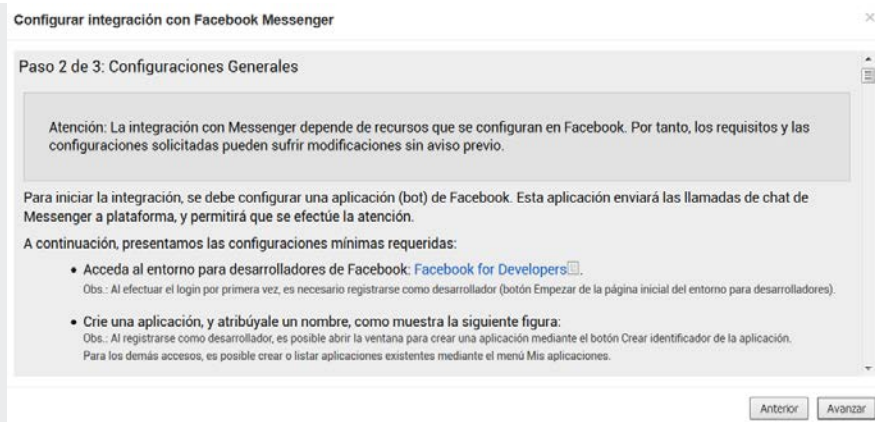 Configurar integración con Facebook Messenger
Paso 2 de 3: Configuraciones Generales
Atención: La integración con Messenger depende de recursos que se configuran en Facebook. Por tanto, los requisitos y las
configuraciones solicitadas pueden sufrir modificaciones sin aviso previo.
Para iniciar la integración, se debe configurar una aplicación (bot) de Facebook. Esta aplicación enviará las llamadas de chat de
Messenger a plataforma, y permitirá que se efectúe la atención.
A continuación, presentamos las configuraciones mínimas requeridas:
• Acceda al entorno para desarrolladores de Facebook: Facebook for Developers.
Obs.: Al efectuar el login por primera vez, es necesario registrarse como desarrollador (botón Empezar de la página inicial del entorno para desarrolladores).
• Crie una aplicación, y atribúyale un nombre, como muestra la siguiente figura:
Obs.: Al registrarse como desarrollador, es posible abrir la ventana para crear una aplicación mediante el botón Crear identificador de la aplicación.
Para los demás accesos, es posible crear o listar aplicaciones existentes mediante el menú Mis aplicaciones.
Anterior Avanzar